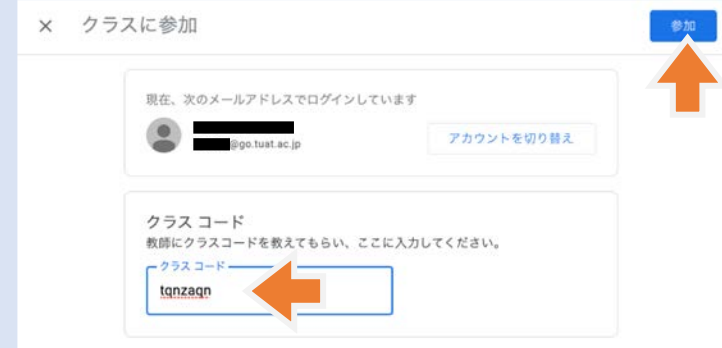 × クラスに参加 参加
現在、次のメールアドレスでログインしています
@go.tuat.ac.jp
アカウントを切り替え
クラス コード
教師にクラスコードを教えてもらい、ここに入力してください。
クラス コード
tqnzaqn